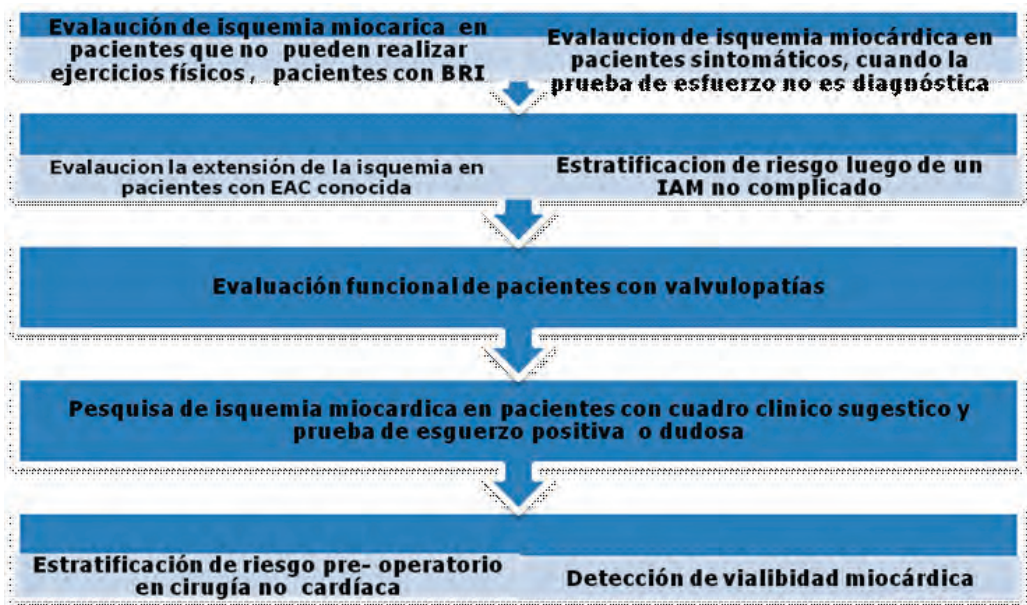 Evalaución de isquemia miocarica en
pacientes que no pueden realizar
ejercicios físicos , pacientes con BRI
Evalaucion de isquemia miocárdica en
pacientes sintomáticos, cuando la
prueba de esfuerzo no es diagnóstica
Evalaucion la extensión de la isquemia en
pacientes con EAC conocida
Estratificacion de riesgo luego de un
IAM no complicado
Evaluación funcional de pacientes con valvulopatías
Pesquisa de isquemia miocardica en pacientes con cuadro clinico sugestico y
prueba de esguerzo positiva o dudosa
Estratificación de riesgo pre- operatorio
en cirugía no cardíaca
Detección de vialibidad miocárdica